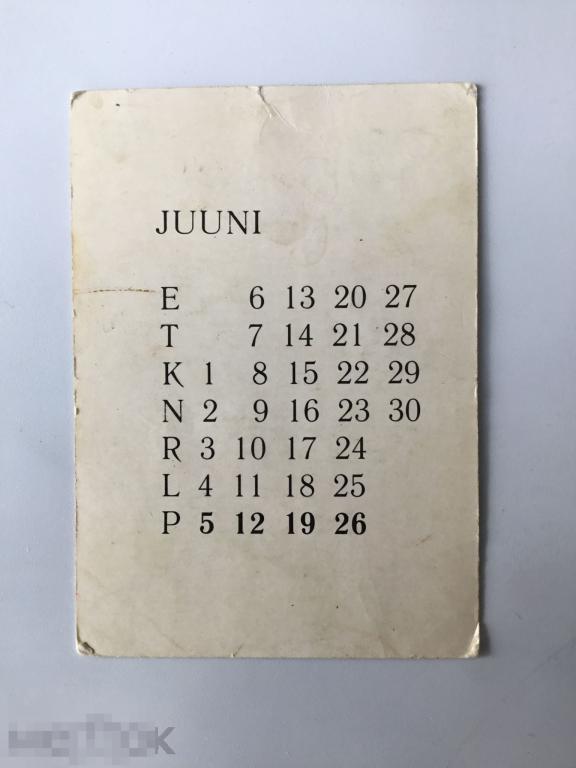 JUUNI
E 6 13 20 27
T 7 14 21 28
K 1 8 15 22 29
N 2 9 16 23 30
R 3 10 17 24
L 4 11 18 25
P 5 12 19 26